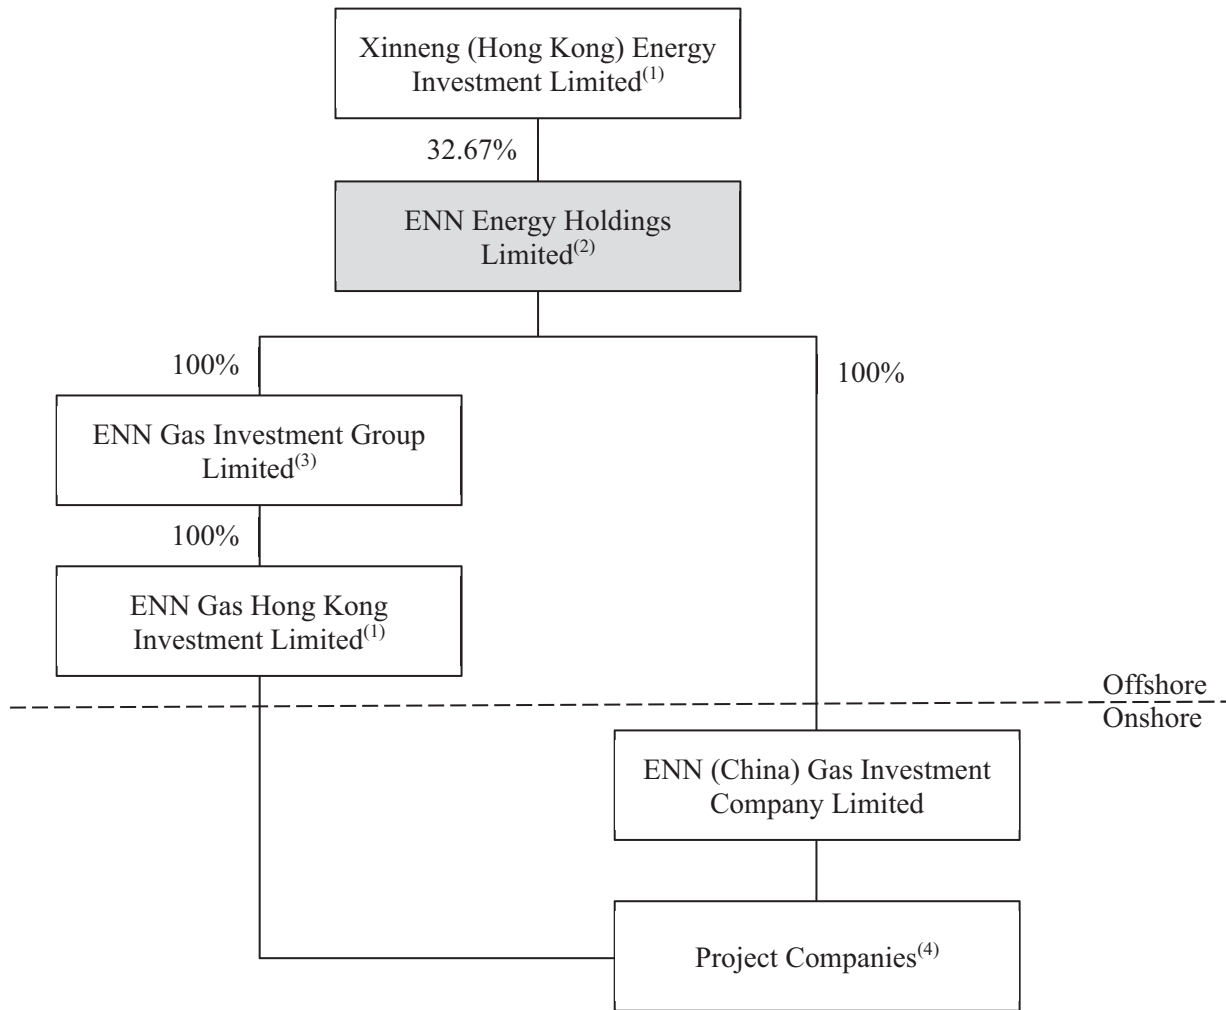 Xinneng (Hong Kong) Energy
Investment Limited(1)
32.67%
ENN Energy Holdings
Limited(2)
100%
100%
ENN Gas Investment Group
Limited(3)
100%
ENN Gas Hong Kong
Investment Limited(1)
Offshore
Onshore
ENN (China) Gas Investment
Company Limited
Project Companies(4)